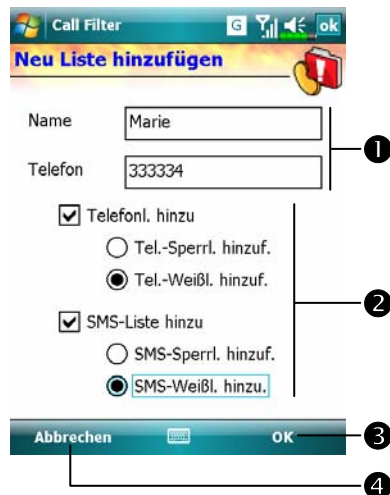 Call Filter G ok
Neu Liste hinzufügen
Name Marie
Telefon 333334
Telefonl. hinzu
Tel.-Sperrl. hinzuf.
Tel.-Weißl. hinzuf.
SMS-Liste hinzu
SMS-Sperrl. hinzuf.
SMS-Weißl. hinzu.
Abbrechen OK
1
2
3
4